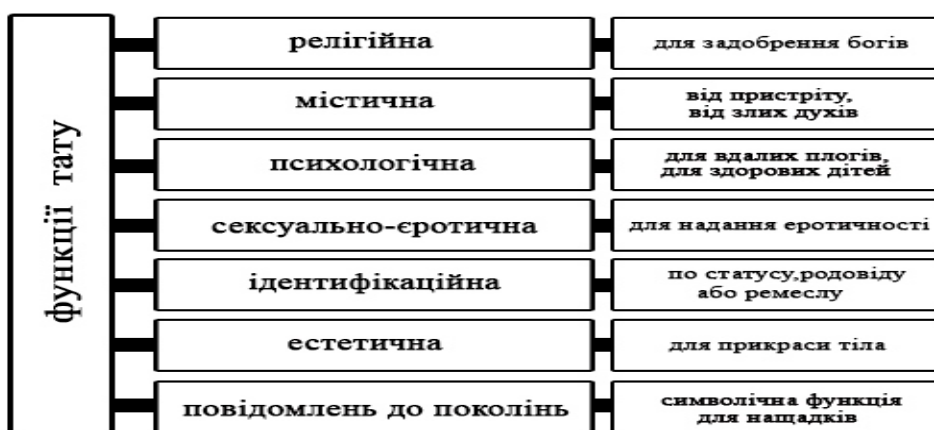 функції тату
релігійна
для задобрення богів
містична
від пристріту,
від злих духів
психологічна
для вдалих плогів,
для здорових дітей
сексуально-єротична
для надання еротичності
ідентифікаційна
по статусу,родовіду
або ремеслу
естетична
для прикраси тіла
повідомлень до поколінь
символічна функція
для нащадків